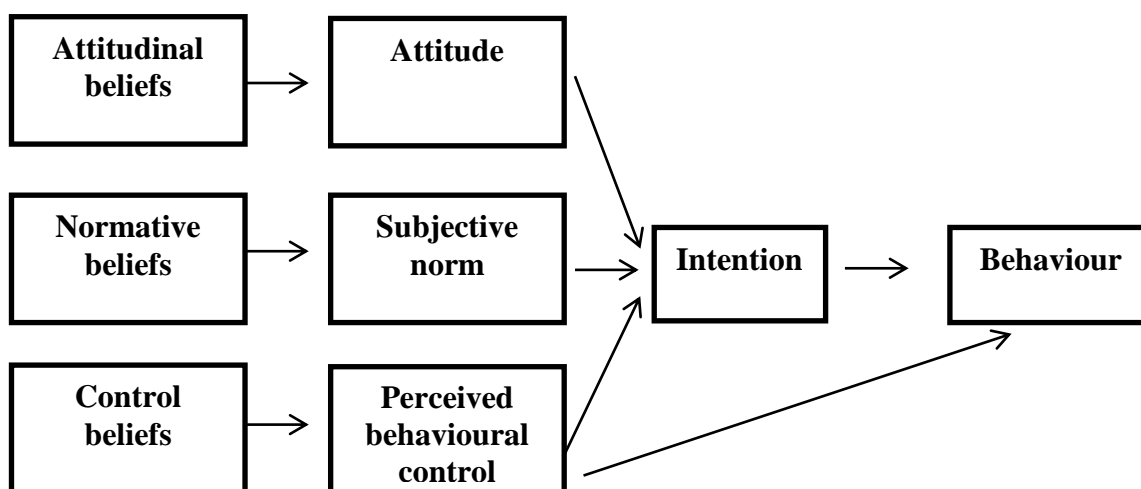 Attitudinal
beliefs
Attitude
Normative
beliefs
Subjective
norm
Intention
Behaviour
Control
beliefs
Perceived
behavioural
control